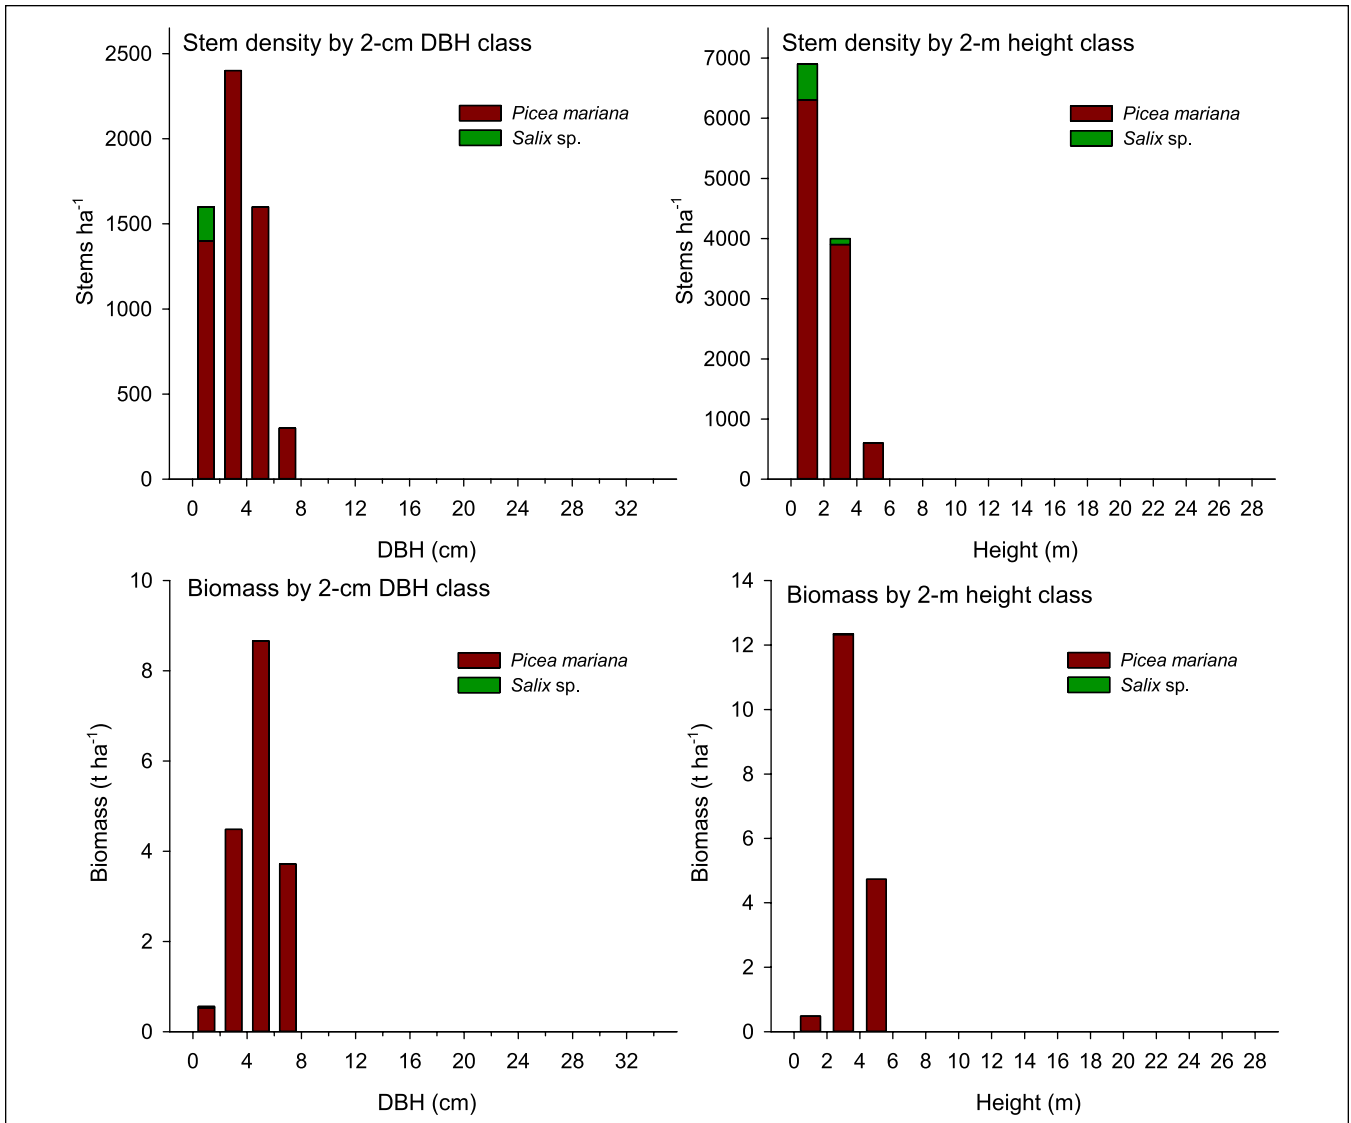 Stem density by 2-cm DBH class
Picea mariana
Salix sp.
2500
2000
1500
1000
500
0
Stems ha-1
0 4 8 12 16 20 24 28 32
DBH (cm)
Stem density by 2-m height class
Picea mariana
Salix sp.
7000
6000
5000
4000
3000
2000
1000
0
Stems ha-1
0 2 4 6 8 10 12 14 16 18 20 22 24 26 28
Height (m)
Biomass by 2-cm DBH class
Picea mariana
Salix sp.
10
8
6
4
2
0
Biomass (t ha-1)
0 4 8 12 16 20 24 28 32
DBH (cm)
Biomass by 2-m height class
Picea mariana
Salix sp.
14
12
10
8
6
4
2
0
Biomass (t ha-1)
0 2 4 6 8 10 12 14 16 18 20 22 24 26 28
Height (m)